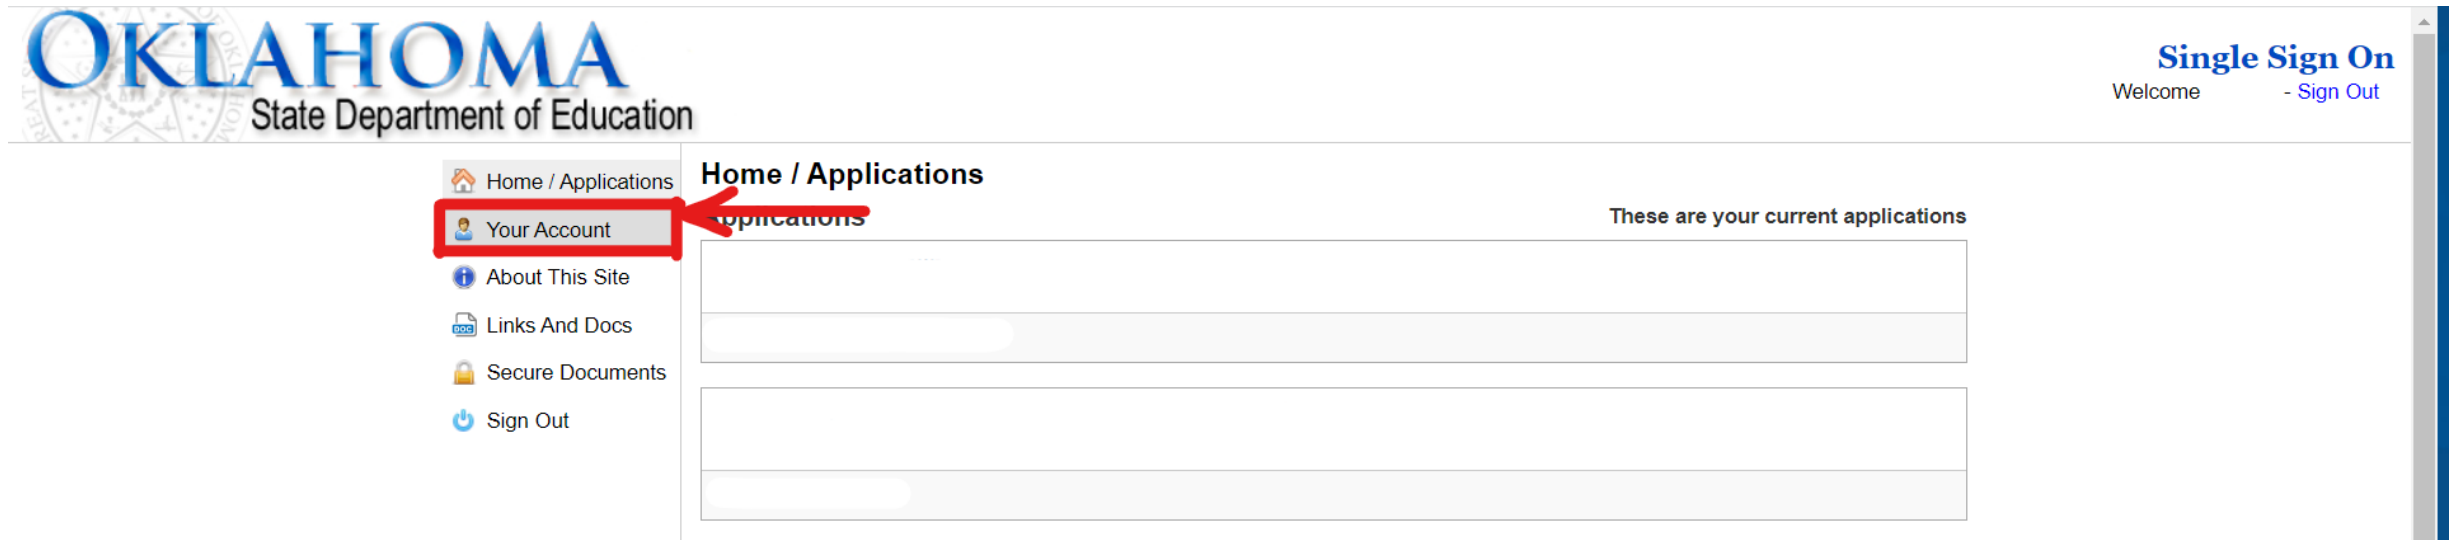 OKLAHOMA
State Department of Education
Single Sign On
Welcome - Sign Out
Home / Applications
Your Account
About This Site
Links And Docs
Secure Documents
Sign Out
Home / Applications
Applications
These are your current applications